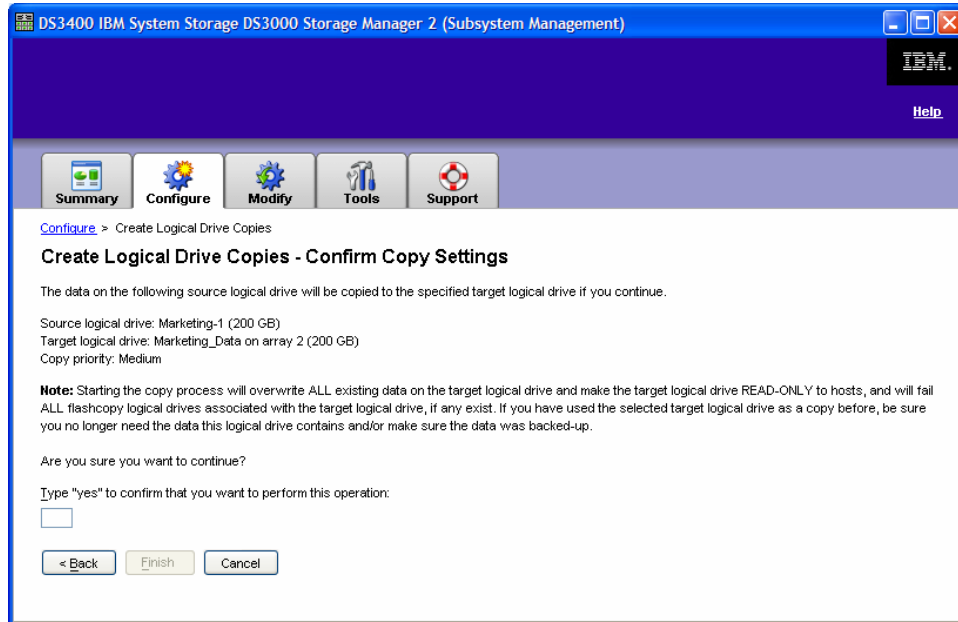 DS3400 IBM System Storage DS3000 Storage Manager 2 (Subsystem Management)
IBM.
Help
Summary
Configure
Modify
Tools
Support
Configure > Create Logical Drive Copies
Create Logical Drive Copies - Confirm Copy Settings
The data on the following source logical drive will be copied to the specified target logical drive if you continue.
Source logical drive: Marketing-1 (200 GB)
Target logical drive: Marketing_Data on array 2 (200 GB)
Copy priority: Medium
Note: Starting the copy process will overwrite ALL existing data on the target logical drive and make the target logical drive READ-ONLY to hosts, and will fail
ALL flashcopy logical drives associated with the target logical drive, if any exist. If you have used the selected target logical drive as a copy before, be sure
you no longer need the data this logical drive contains and/or make sure the data was backed-up.
Are you sure you want to continue?
Type "yes" to confirm that you want to perform this operation:
< Back
Finish
Cancel